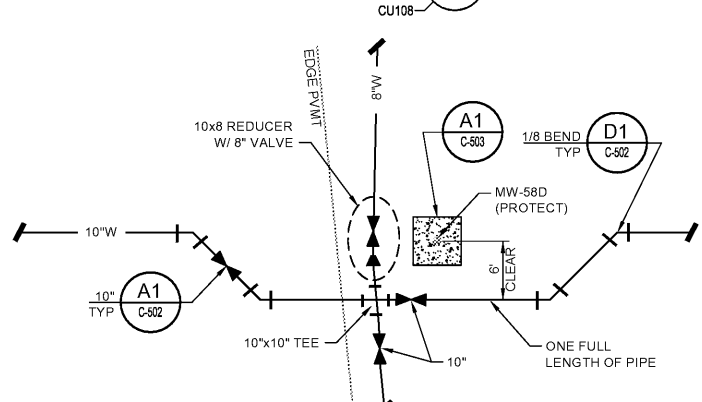 CU108
EDGE PVMT
8"W
10x8 REDUCER
W/ 8" VALVE
A1
C-503
1/8 BEND
TYP
D1
C-502
MW-58D
(PROTECT)
10"W
6'
CLEAR
10"
TYP
A1
C-502
10"x10" TEE
10"
ONE FULL
LENGTH OF PIPE